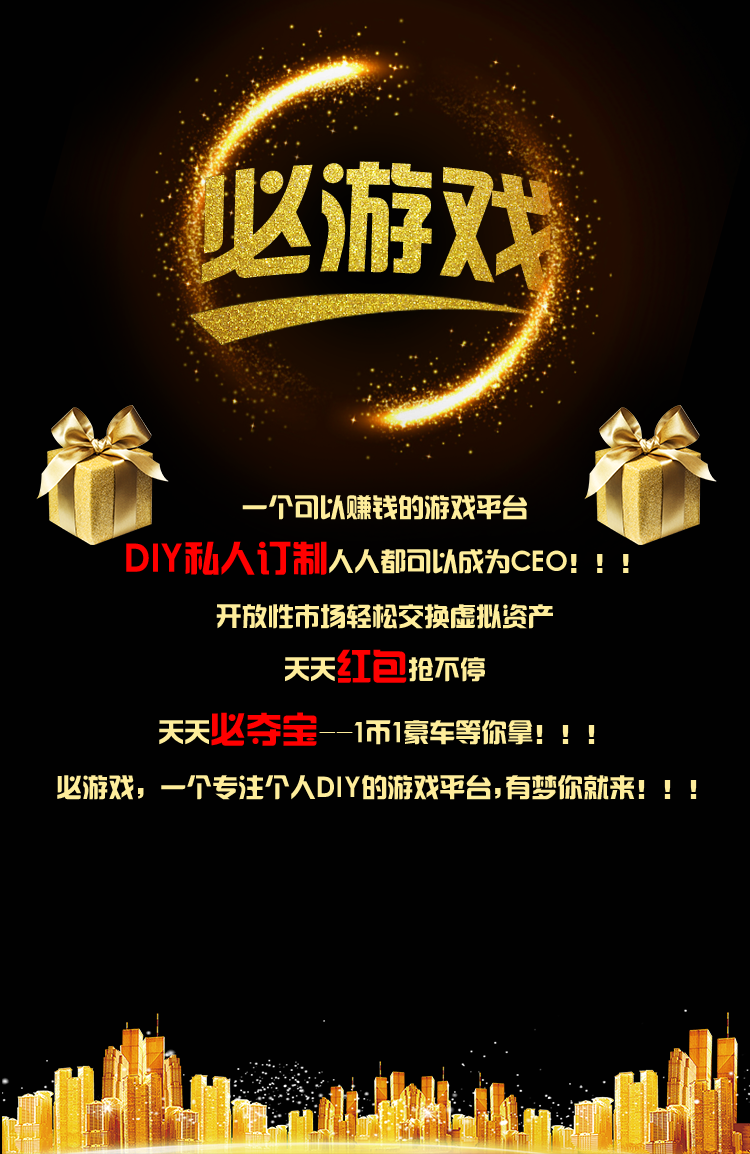 必游戏
一个可以赚钱的游戏平台
DIY私人订制人人都可以成为CEO！！！
开放性市场轻松交换虚拟资产
天天红包抢不停
天天必夺宝--1币1豪车等你拿！！！
必游戏，一个专注个人DIY的游戏平台,有梦你就来！！！